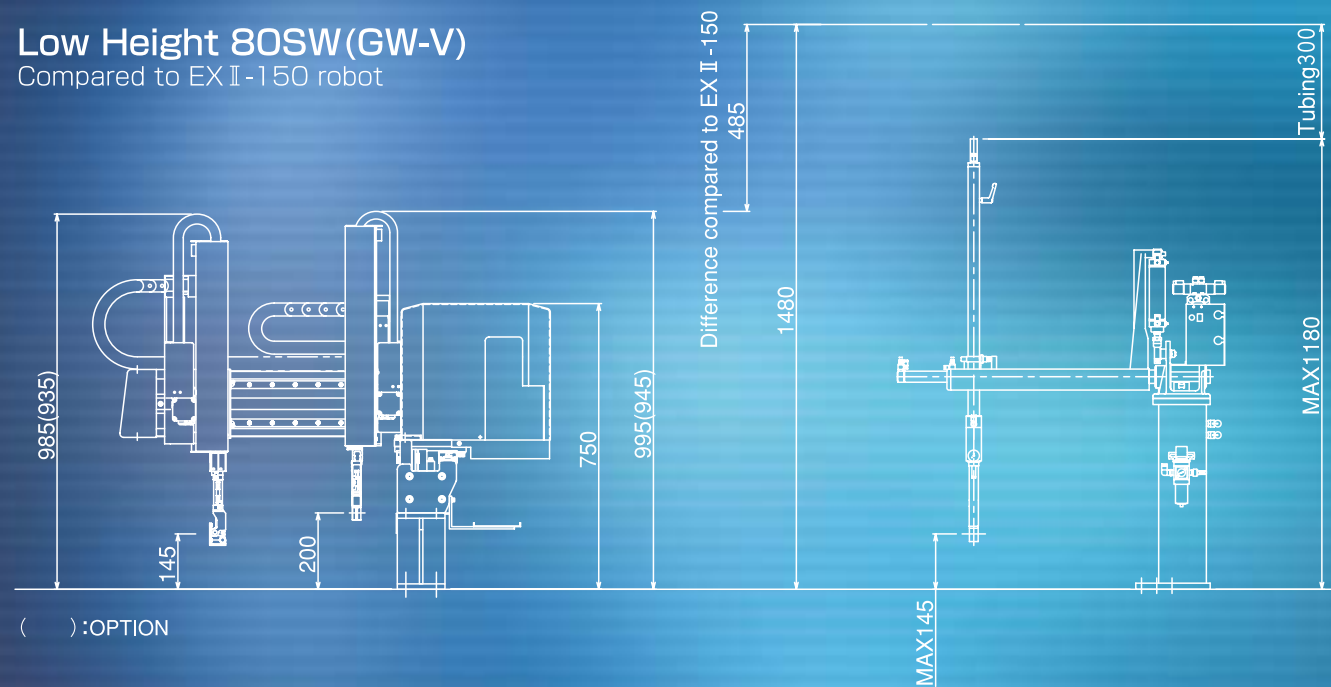 Low Height 80SW(GW-V)
Compared to EXⅡ-150 robot
985(935)
145
200
750
995(945)
Difference compared to EXⅡ-150
485
1480
Tubing300
MAX1180
MAX145
(　　):OPTION